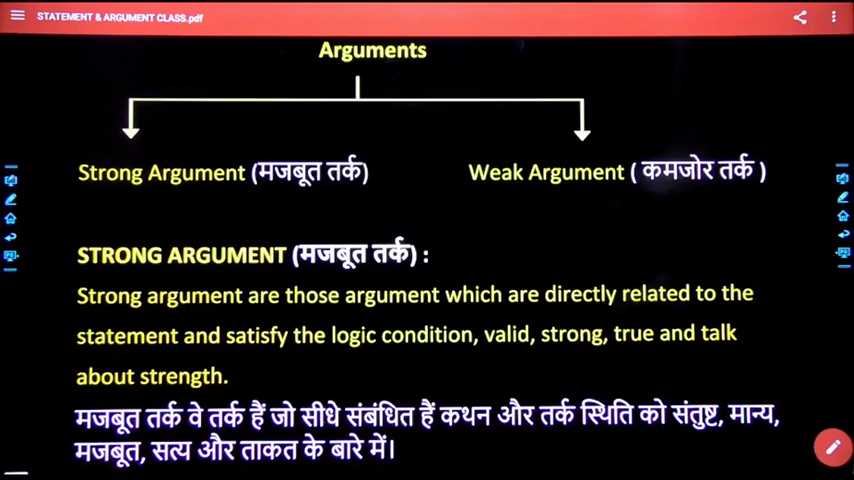 STATEMENT & ARGUMENT CLASS.pdf
Arguments
Strong Argument (मजबूत तर्क)
Weak Argument ( कमजोर तर्क )
STRONG ARGUMENT (मजबूत तर्क) :
Strong argument are those argument which are directly related to the
statement and satisfy the logic condition, valid, strong, true and talk
about strength.
मजबूत तर्क वे तर्क हैं जो सीधे संबंधित हैं कथन और तर्क स्थिति को संतुष्ट, मान्य,
मजबूत, सत्य और ताकत के बारे में।